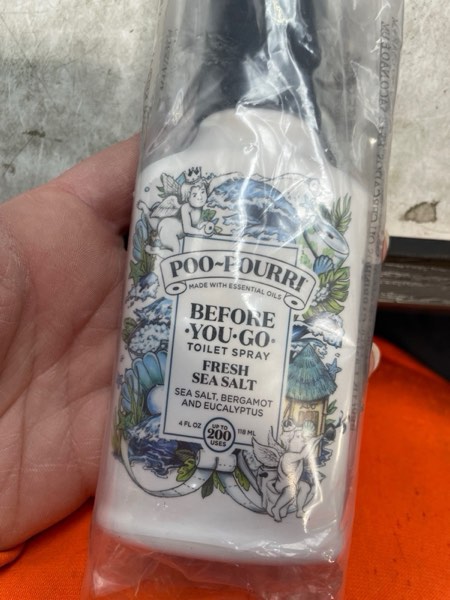 POO~POURRI
MADE WITH ESSENTIAL OILS
BEFORE
·YOU·GO·
TOILET SPRAY
FRESH
SEA SALT
SEA SALT, BERGAMOT
AND EUCALYPTUS
4 FL OZ UP TO 200 USES 118 ML